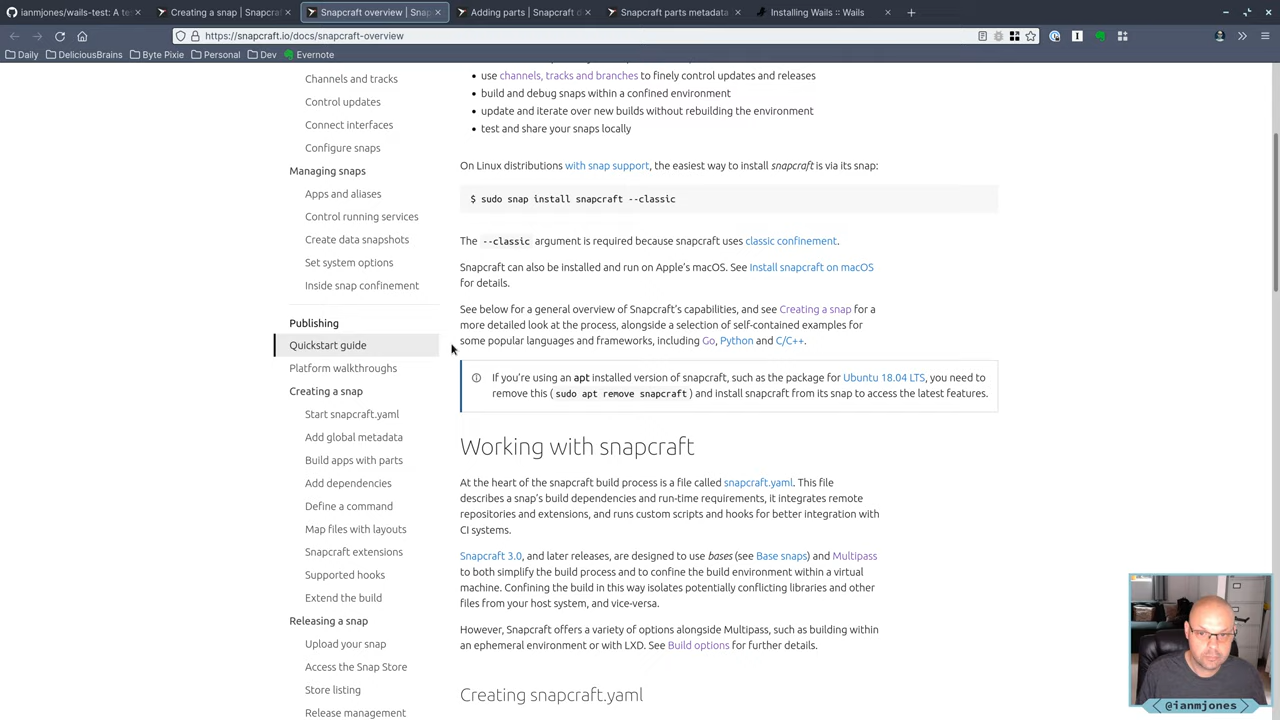 ianmjones/wails-test: A te
Creating a snap | Snapcraf
Snapcraft overview | Snap
Adding parts | Snapcraft d
Snapcraft parts metadata
Installing Wails :: Wails
https://snapcraft.io/docs/snapcraft-overview
Daily
DeliciousBrains
Byte Pixie
Personal
Dev
Evernote
Channels and tracks
Control updates
Connect interfaces
Configure snaps
Managing snaps
Apps and aliases
Control running services
Create data snapshots
Set system options
Inside snap confinement
Publishing
Quickstart guide
Platform walkthroughs
Creating a snap
Start snapcraft.yaml
Add global metadata
Build apps with parts
Add dependencies
Define a command
Map files with layouts
Snapcraft extensions
Supported hooks
Extend the build
Releasing a snap
Upload your snap
Access the Snap Store
Store listing
Release management
• use channels, tracks and branches to finely control updates and releases
• build and debug snaps within a confined environment
• update and iterate over new builds without rebuilding the environment
• test and share your snaps locally
On Linux distributions with snap support, the easiest way to install snapcraft is via its snap:
$ sudo snap install snapcraft --classic
The --classic argument is required because snapcraft uses classic confinement.
Snapcraft can also be installed and run on Apple's macOS. See Install snapcraft on macOS
for details.
See below for a general overview of Snapcraft's capabilities, and see Creating a snap for a
more detailed look at the process, alongside a selection of self-contained examples for
some popular languages and frameworks, including Go, Python and C/C++.
If you're using an apt installed version of snapcraft, such as the package for Ubuntu 18.04 LTS, you need to
remove this ( sudo apt remove snapcraft ) and install snapcraft from its snap to access the latest features.
Working with snapcraft
At the heart of the snapcraft build process is a file called snapcraft.yaml. This file
describes a snap's build dependencies and run-time requirements, it integrates remote
repositories and extensions, and runs custom scripts and hooks for better integration with
CI systems.
Snapcraft 3.0, and later releases, are designed to use bases (see Base snaps) and Multipass
to both simplify the build process and to confine the build environment within a virtual
machine. Confining the build in this way isolates potentially conflicting libraries and other
files from your host system, and vice-versa.
However, Snapcraft offers a variety of options alongside Multipass, such as building within
an ephemeral environment or with LXD. See Build options for further details.
Creating snapcraft.yaml
@ianmjones